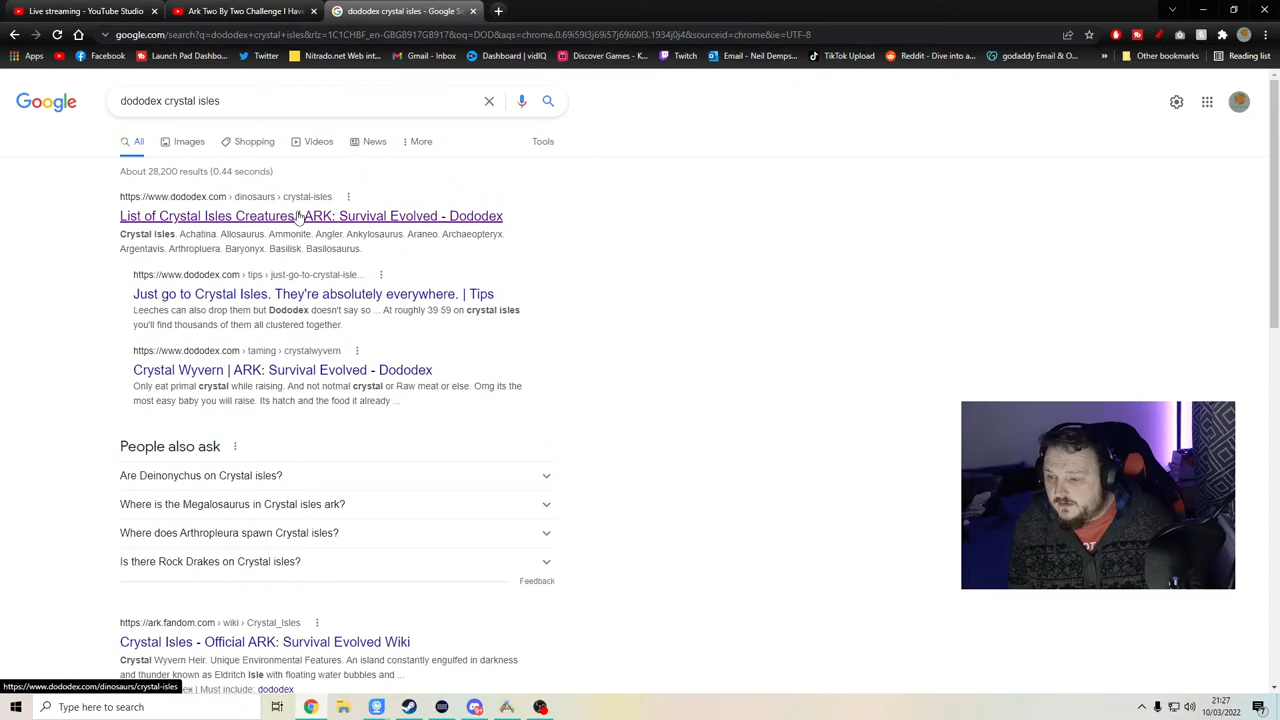 Live streaming - YouTube Studio
Ark Two By Two Challenge I Have
dododex crystal isles - Google Se
google.com/search?q=dododex+crystal+isles&rlz=1C1CHBF_en-GBGB917GB917&oq=DOD&aqs=chrome.0.69i59l3j69i57j69i60l3.1934j0j4&sourceid=chrome&ie=UTF-8
Apps
Facebook
Launch Pad Dashbo...
Twitter
Nitrado.net Web int...
Gmail
YouTube
Inbox
Dashboard | vidIQ
Discover Games - K...
Twitch
Email - Neil Demps...
TikTok Upload
Reddit - Dive into a...
godaddy Email & O...
Other bookmarks
Reading list
Google
dododex crystal isles
All
Images
Shopping
Videos
News
More
Tools
About 28,200 results (0.44 seconds)
https://www.dododex.com › dinosaurs › crystal-isles
List of Crystal Isles Creatures | ARK: Survival Evolved - Dododex
Crystal Isles. Achatina. Allosaurus. Ammonite. Angler. Ankylosaurus. Araneo. Archaeopteryx.
Argentavis. Arthropluera. Baryonyx. Basilisk. Basilosaurus.
https://www.dododex.com › tips › just-go-to-crystal-isle...
Just go to Crystal Isles. They're absolutely everywhere. | Tips
Leeches can also drop them but Dododex doesn't say so ... At roughly 39 59 on crystal isles
you'll find thousands of them all clustered together.
https://www.dododex.com › taming › crystalwyvern
Crystal Wyvern | ARK: Survival Evolved - Dododex
Only eat primal crystal while raising. And not notmal crystal or Raw meat or else. Omg its the
most easy baby you will raise. Its hatch and the food it already ...
People also ask
Are Deinonychus on Crystal isles?
Where is the Megalosaurus in Crystal isles ark?
Where does Arthropleura spawn Crystal isles?
Is there Rock Drakes on Crystal isles?
Feedback
https://ark.fandom.com › wiki › Crystal_Isles
Crystal Isles - Official ARK: Survival Evolved Wiki
Crystal Wyvern Heir. Unique Environmental Features. An island constantly engulfed in darkness
and thunder known as Eldritch Isle with floating water bubbles and ...
| Must include: dododex
https://www.dododex.com/dinosaurs/crystal-isles
Type here to search
21:27
10/03/2022
7